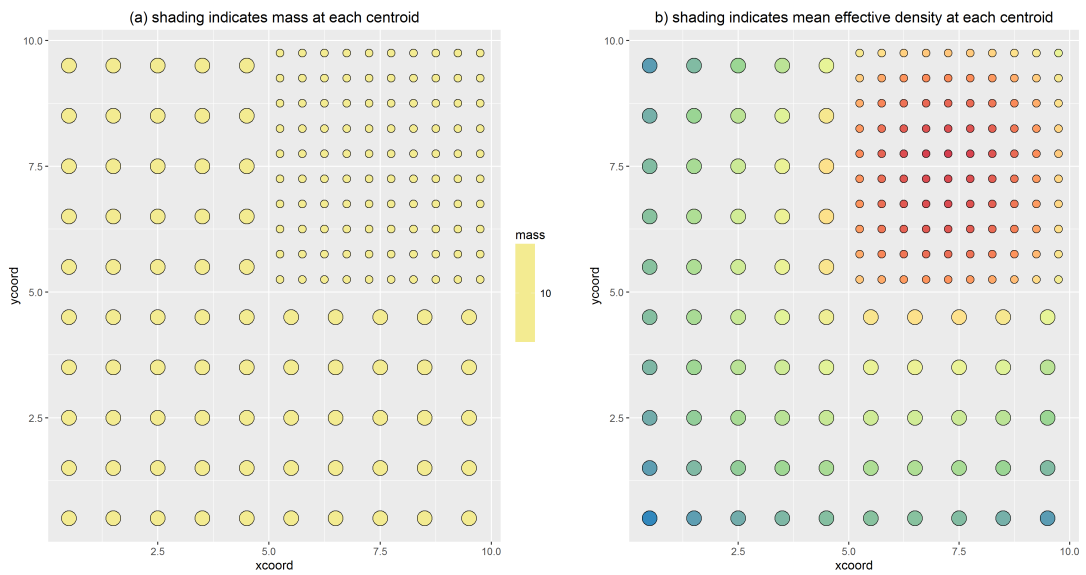 (a) shading indicates mass at each centroid
10.0
7.5
5.0
2.5
ycoord
2.5
5.0
7.5
10.0
xcoord
mass
10
b) shading indicates mean effective density at each centroid
10.0
7.5
5.0
2.5
ycoord
2.5
5.0
7.5
10.0
xcoord